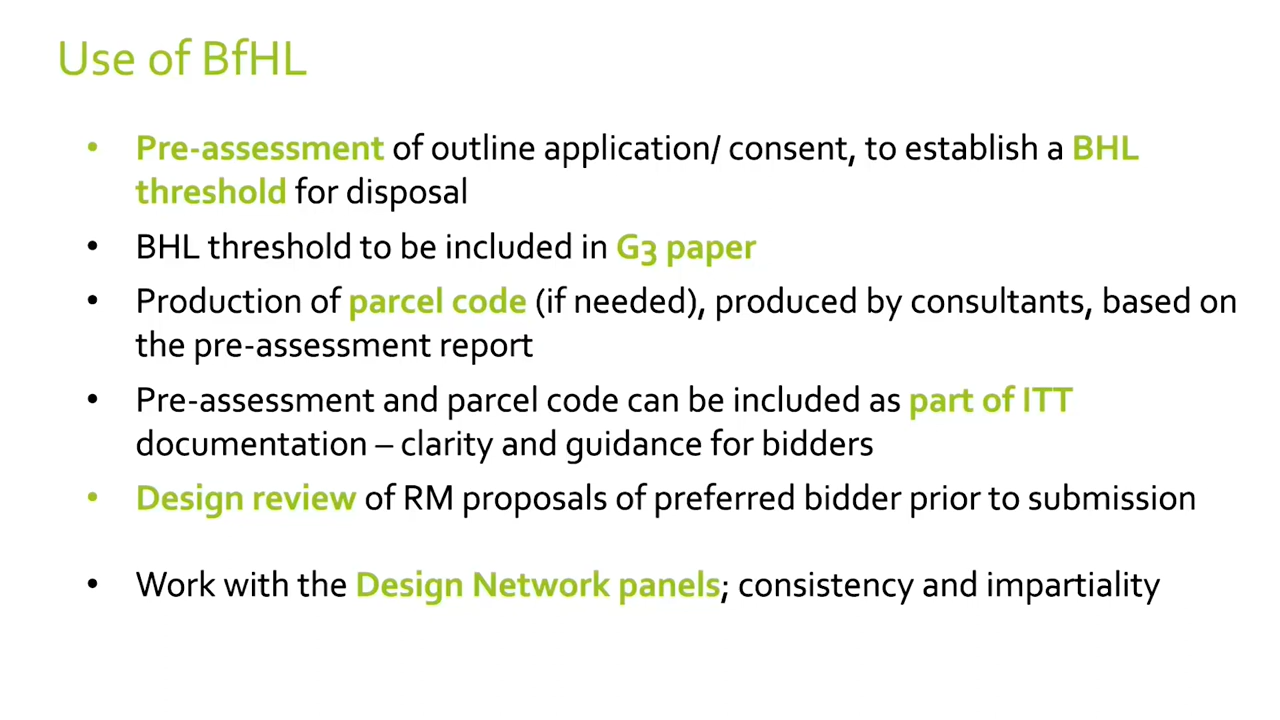 Use of BfHL
• Pre-assessment of outline application/ consent, to establish a BHL
threshold for disposal
• BHL threshold to be included in G3 paper
• Production of parcel code (if needed), produced by consultants, based on
the pre-assessment report
• Pre-assessment and parcel code can be included as part of ITT
documentation – clarity and guidance for bidders
• Design review of RM proposals of preferred bidder prior to submission
• Work with the Design Network panels; consistency and impartiality